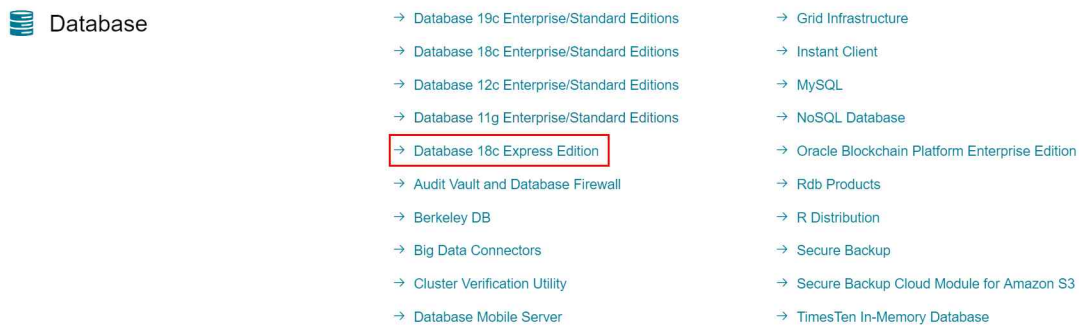 Database
→ Database 19c Enterprise/Standard Editions
→ Database 18c Enterprise/Standard Editions
→ Database 12c Enterprise/Standard Editions
→ Database 11g Enterprise/Standard Editions
→ Database 18c Express Edition
→ Audit Vault and Database Firewall
→ Berkeley DB
→ Big Data Connectors
→ Cluster Verification Utility
→ Database Mobile Server
→ Grid Infrastructure
→ Instant Client
→ MySQL
→ NoSQL Database
→ Oracle Blockchain Platform Enterprise Edition
→ Rdb Products
→ R Distribution
→ Secure Backup
→ Secure Backup Cloud Module for Amazon S3
→ TimesTen In-Memory Database